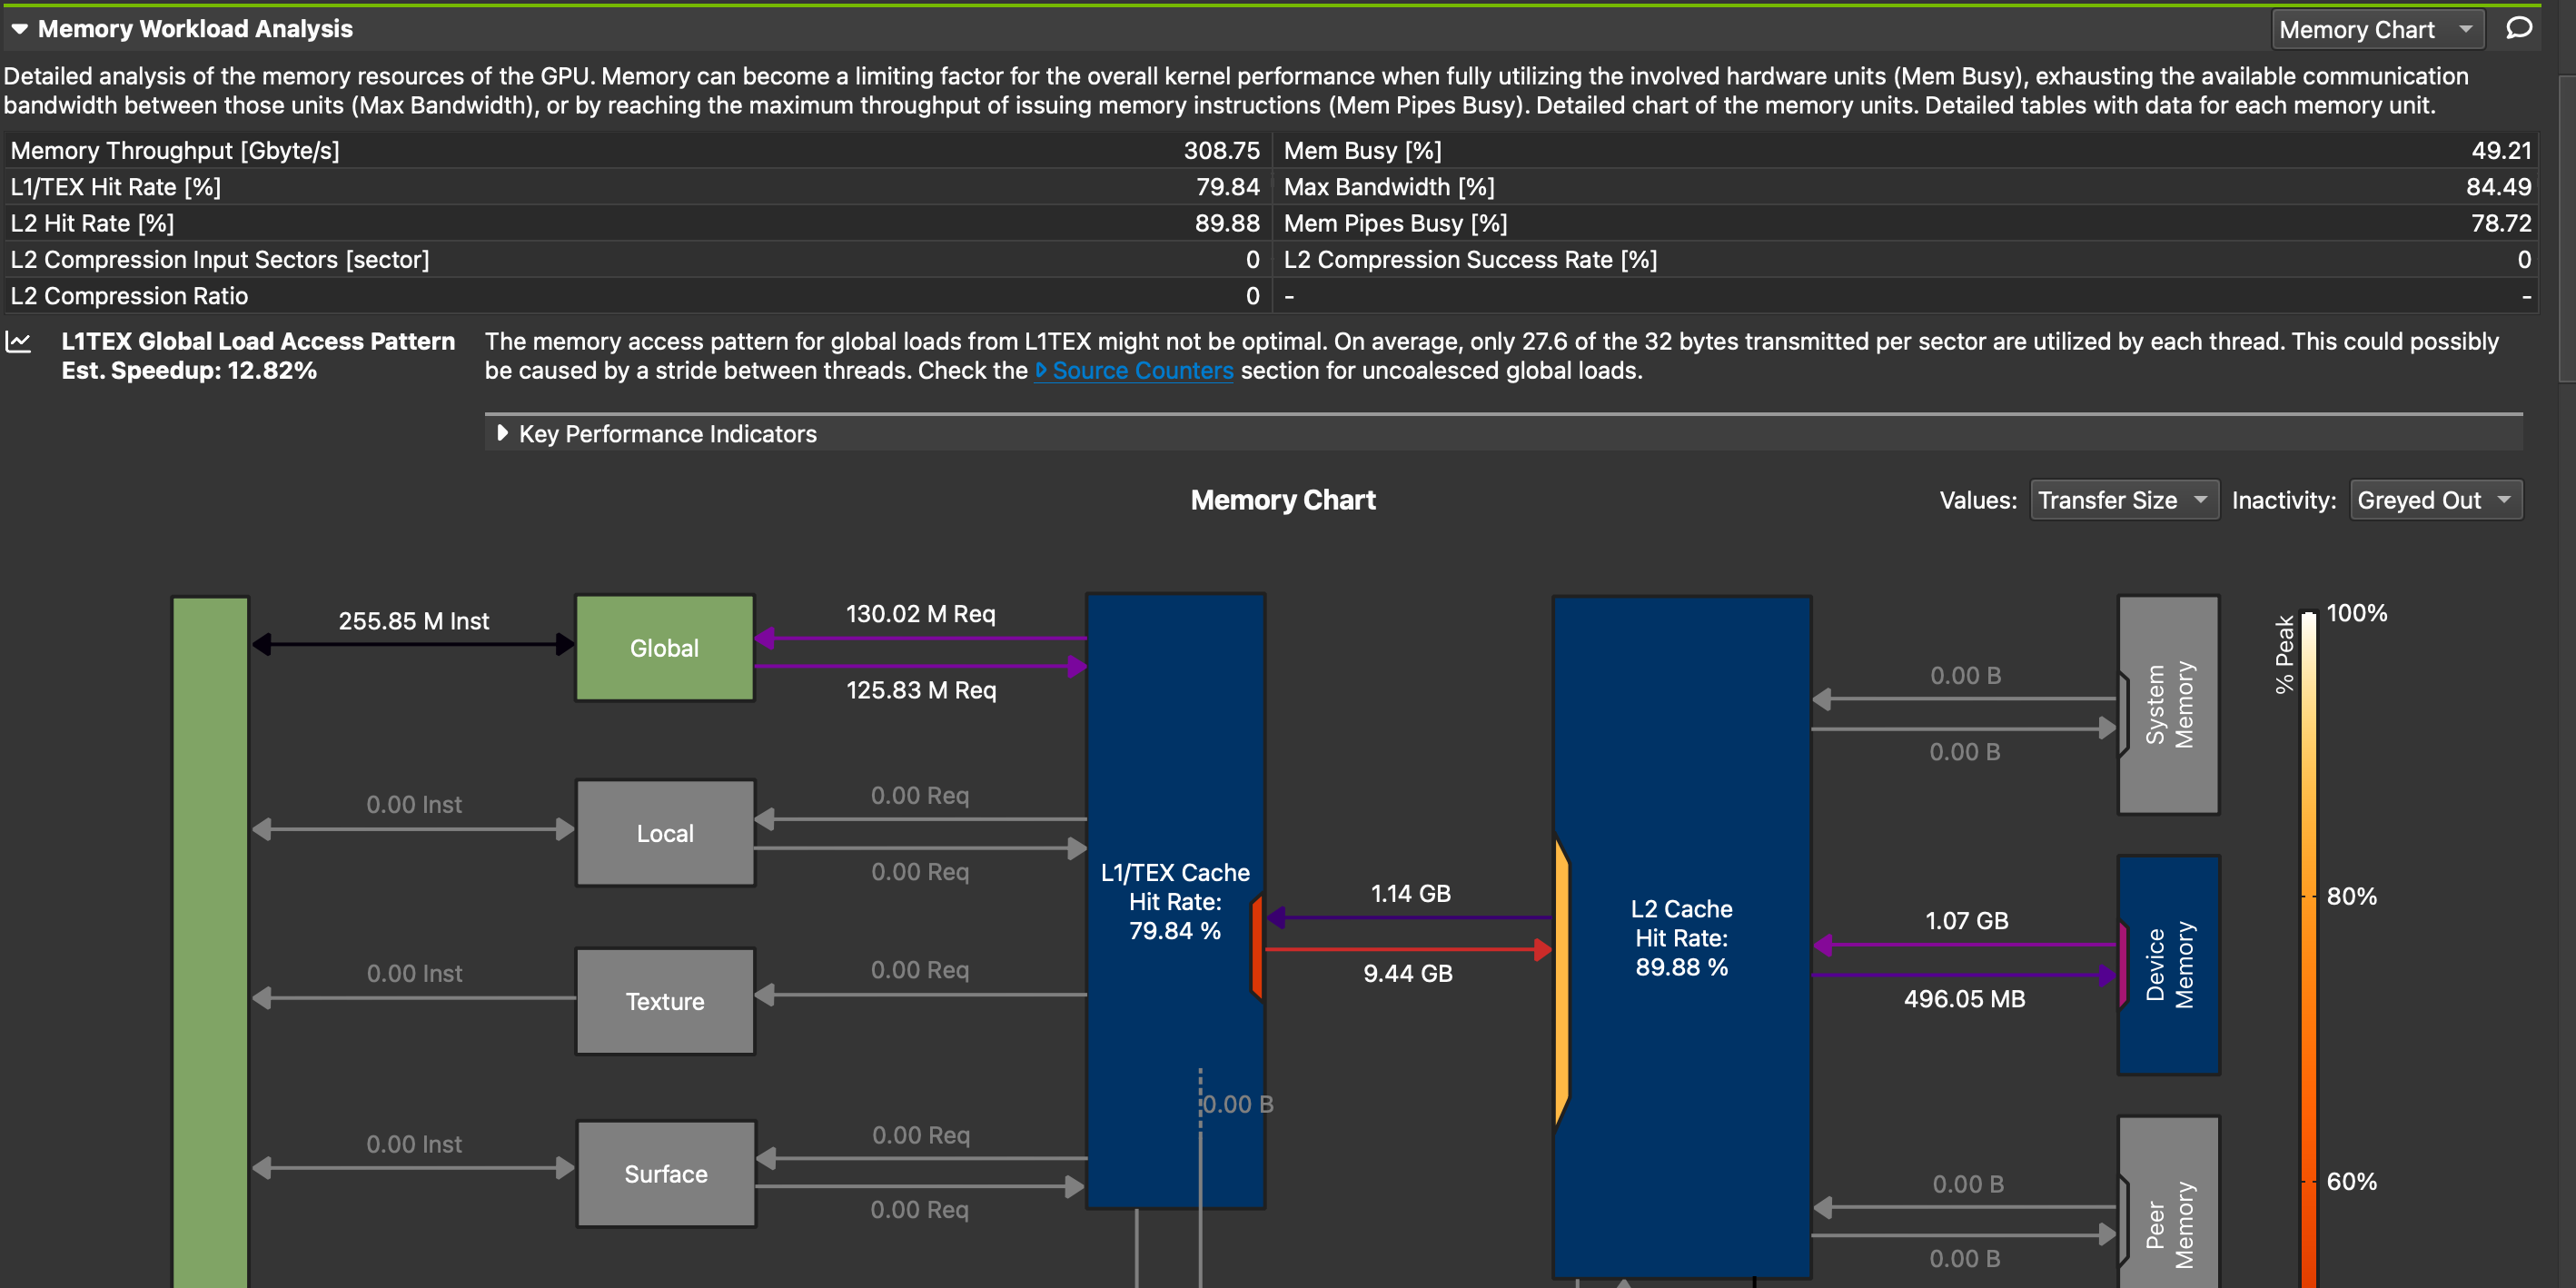 Memory Workload Analysis
Memory Chart
Detailed analysis of the memory resources of the GPU. Memory can become a limiting factor for the overall kernel performance when fully utilizing the involved hardware units (Mem Busy), exhausting the available communication
bandwidth between those units (Max Bandwidth), or by reaching the maximum throughput of issuing memory instructions (Mem Pipes Busy). Detailed chart of the memory units. Detailed tables with data for each memory unit.
Memory Throughput [Gbyte/s] 308.75 Mem Busy [%] 49.21
L1/TEX Hit Rate [%] 79.84 Max Bandwidth [%] 84.49
L2 Hit Rate [%] 89.88 Mem Pipes Busy [%] 78.72
L2 Compression Input Sectors [sector] 0 L2 Compression Success Rate [%] 0
L2 Compression Ratio 0 - -
L1TEX Global Load Access Pattern
Est. Speedup: 12.82%
The memory access pattern for global loads from L1TEX might not be optimal. On average, only 27.6 of the 32 bytes transmitted per sector are utilized by each thread. This could possibly
be caused by a stride between threads. Check the Source Counters section for uncoalesced global loads.
Key Performance Indicators
Memory Chart
Values: Transfer Size Inactivity: Greyed Out
255.85 M Inst
Global
130.02 M Req
125.83 M Req
0.00 Inst
Local
0.00 Req
0.00 Req
0.00 Inst
Texture
0.00 Req
0.00 Inst
Surface
0.00 Req
0.00 Req
L1/TEX Cache
Hit Rate:
79.84 %
0.00 B
1.14 GB
9.44 GB
L2 Cache
Hit Rate:
89.88 %
0.00 B
0.00 B
System
Memory
1.07 GB
496.05 MB
Device
Memory
0.00 B
0.00 B
Peer
Memory
% Peak
100%
80%
60%